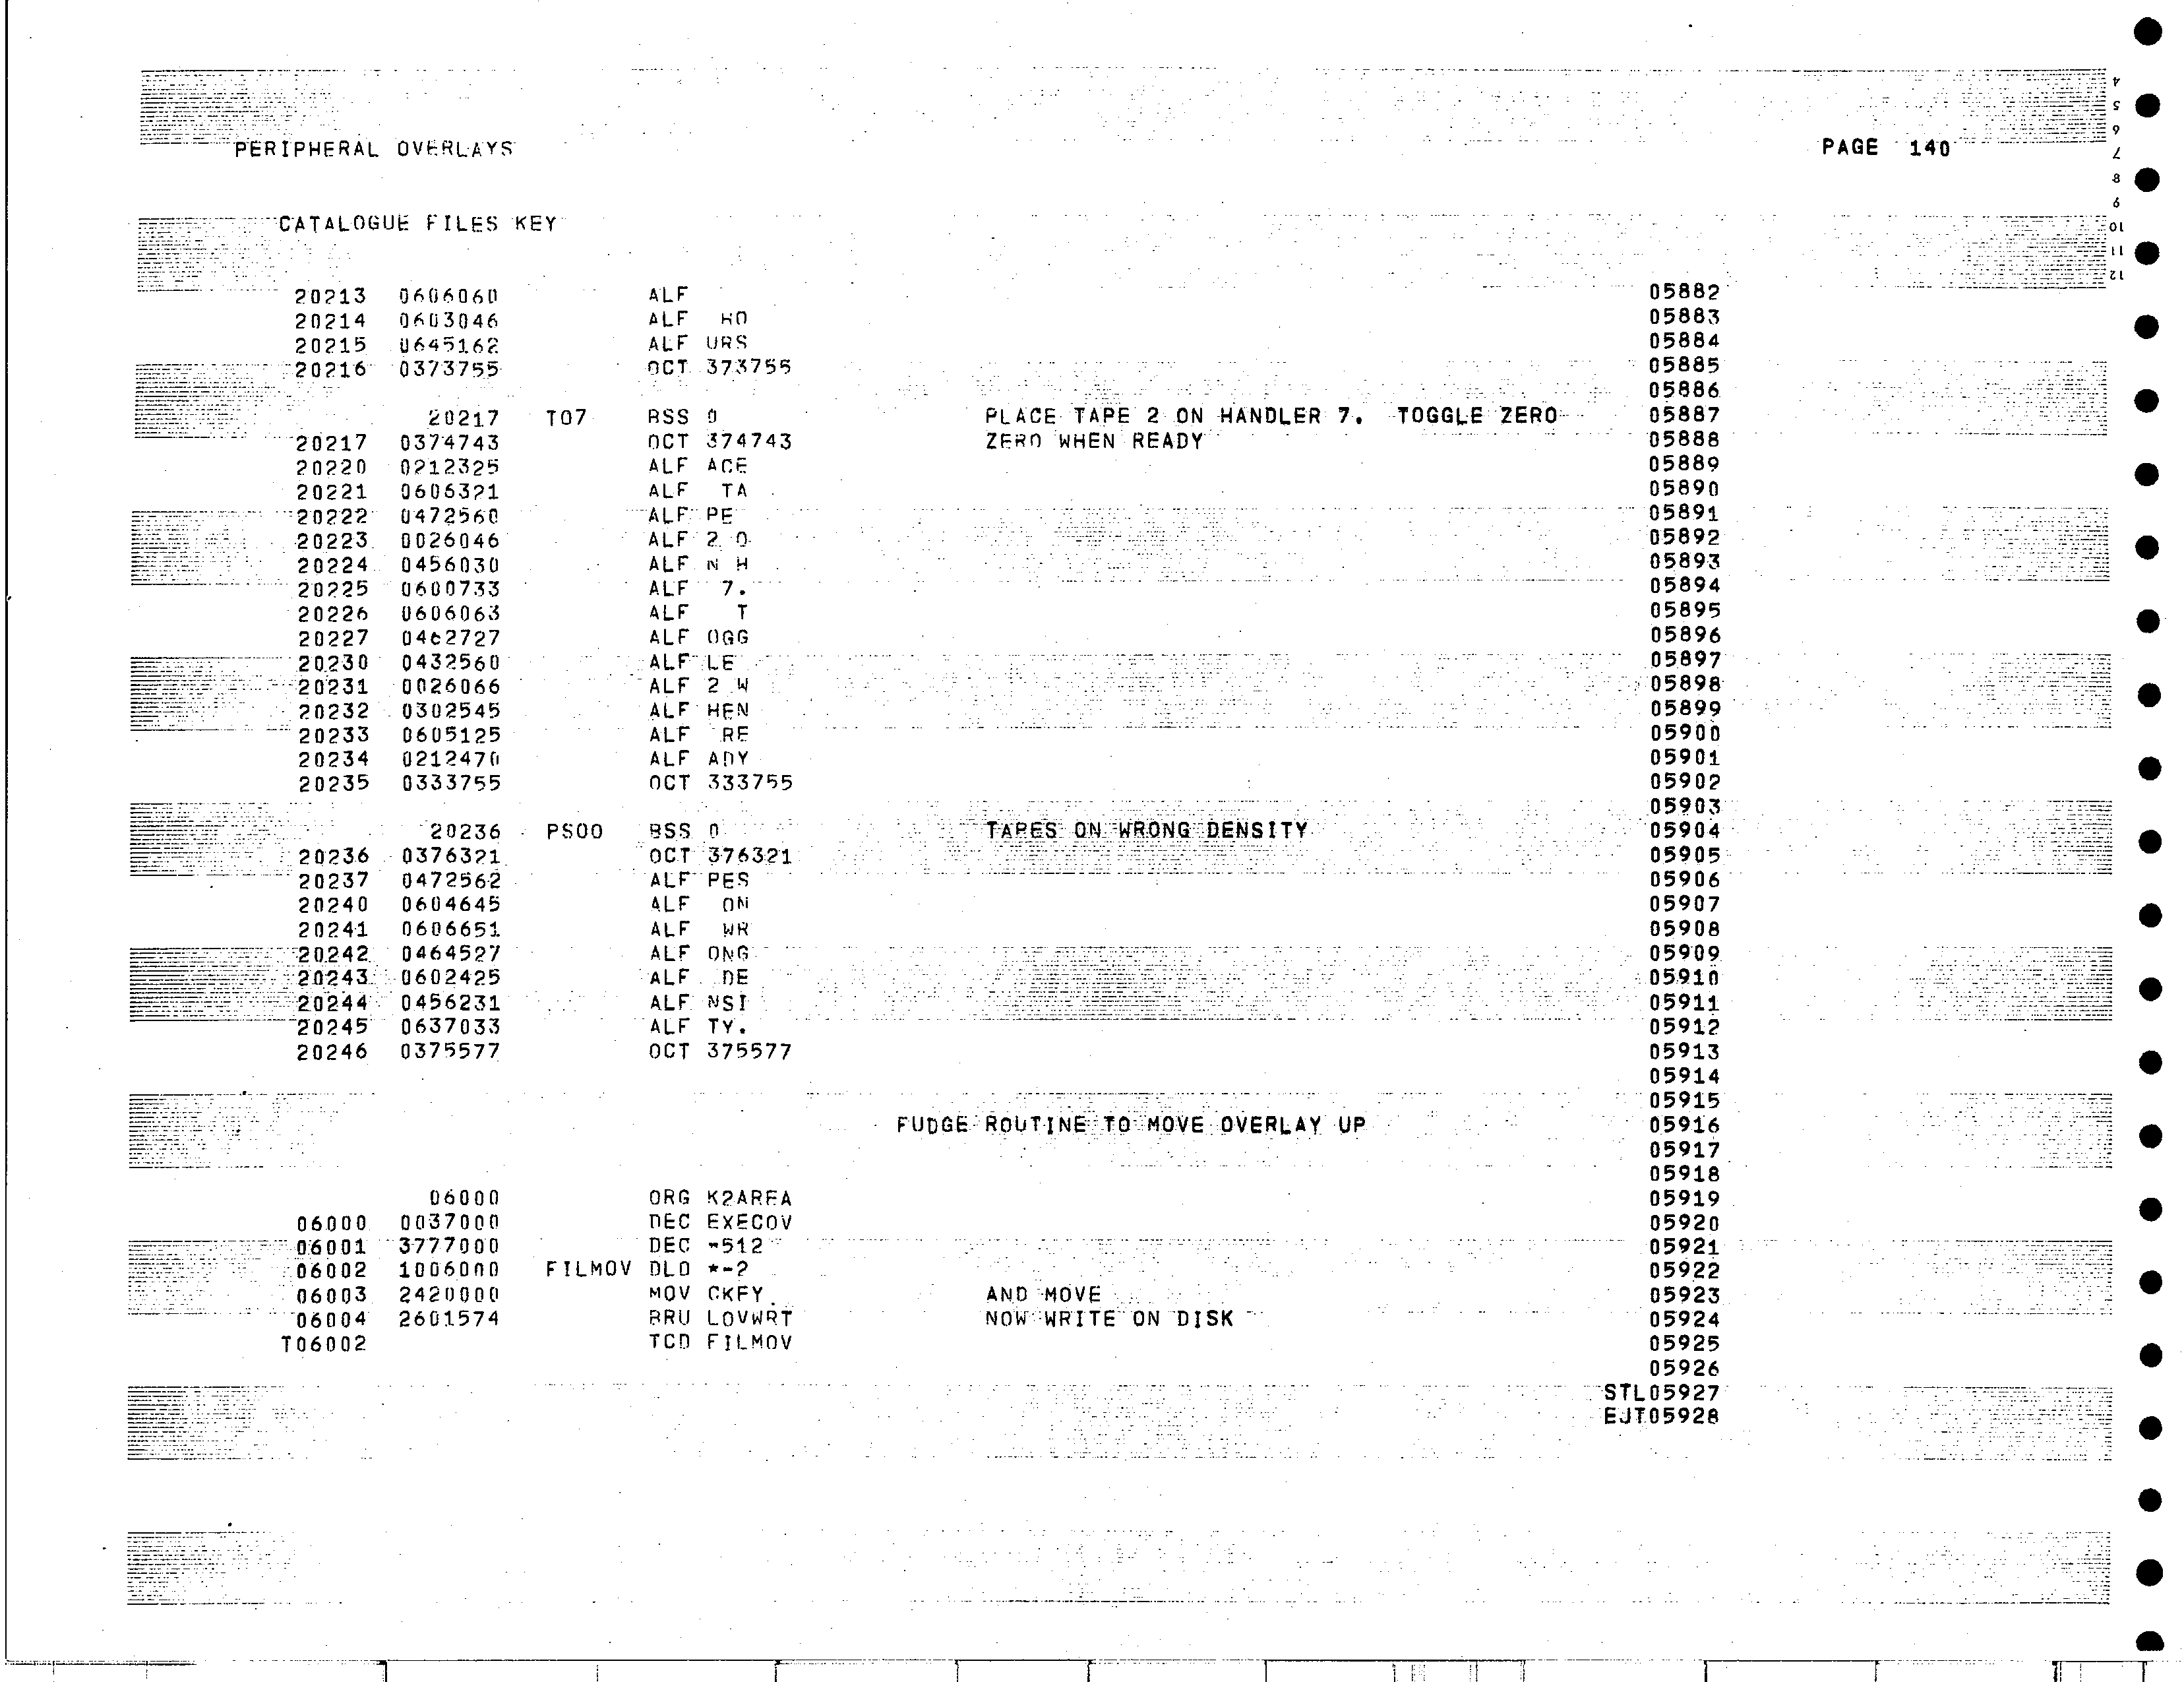 PERIPHERAL OVERLAYS PAGE 140
CATALOGUE FILES KEY
20213 0606060 ALF 05882
20214 0603046 ALF HO 05883
20215 0645162 ALF URS 05884
20216 0373755 OCT 373755 05885
05886
20217 T07 BSS 0 PLACE TAPE 2 ON HANDLER 7. TOGGLE ZERO 05887
20217 0374743 OCT 374743 ZERO WHEN READY 05888
20220 0212325 ALF ACE 05889
20221 0606321 ALF TA 05890
20222 0472560 ALF PE 05891
20223 0026046 ALF 2 O 05892
20224 0456030 ALF N H 05893
20225 0600733 ALF 7. 05894
20226 0606063 ALF T 05895
20227 0462727 ALF OGG 05896
20230 0432560 ALF LE 05897
20231 0026066 ALF 2 W 05898
20232 0302545 ALF HEN 05899
20233 0605125 ALF RE 05900
20234 0212470 ALF ADY 05901
20235 0333755 OCT 333755 05902
05903
20236 PS00 BSS 0 TAPES ON WRONG DENSITY 05904
20236 0376321 OCT 376321 05905
20237 0472562 ALF PES 05906
20240 0604645 ALF ON 05907
20241 0606651 ALF WR 05908
20242 0464527 ALF ONG 05909
20243 0602425 ALF DE 05910
20244 0456231 ALF NSI 05911
20245 0637033 ALF TY. 05912
20246 0375577 OCT 375577 05913
05914
05915
FUDGE ROUTINE TO MOVE OVERLAY UP 05916
05917
05918
06000 ORG K2AREA 05919
06000 0037000 DEC EXECOV 05920
06001 3777000 DEC -512 05921
06002 1006000 FILMOV DLD *-2 05922
06003 2420000 MOV CKEY AND MOVE 05923
06004 2601574 BRU LOVWRT NOW WRITE ON DISK 05924
T06002 TCD FILMOV 05925
05926
STL05927
EJT05928
4
5
6
7
8
9
10
11
12